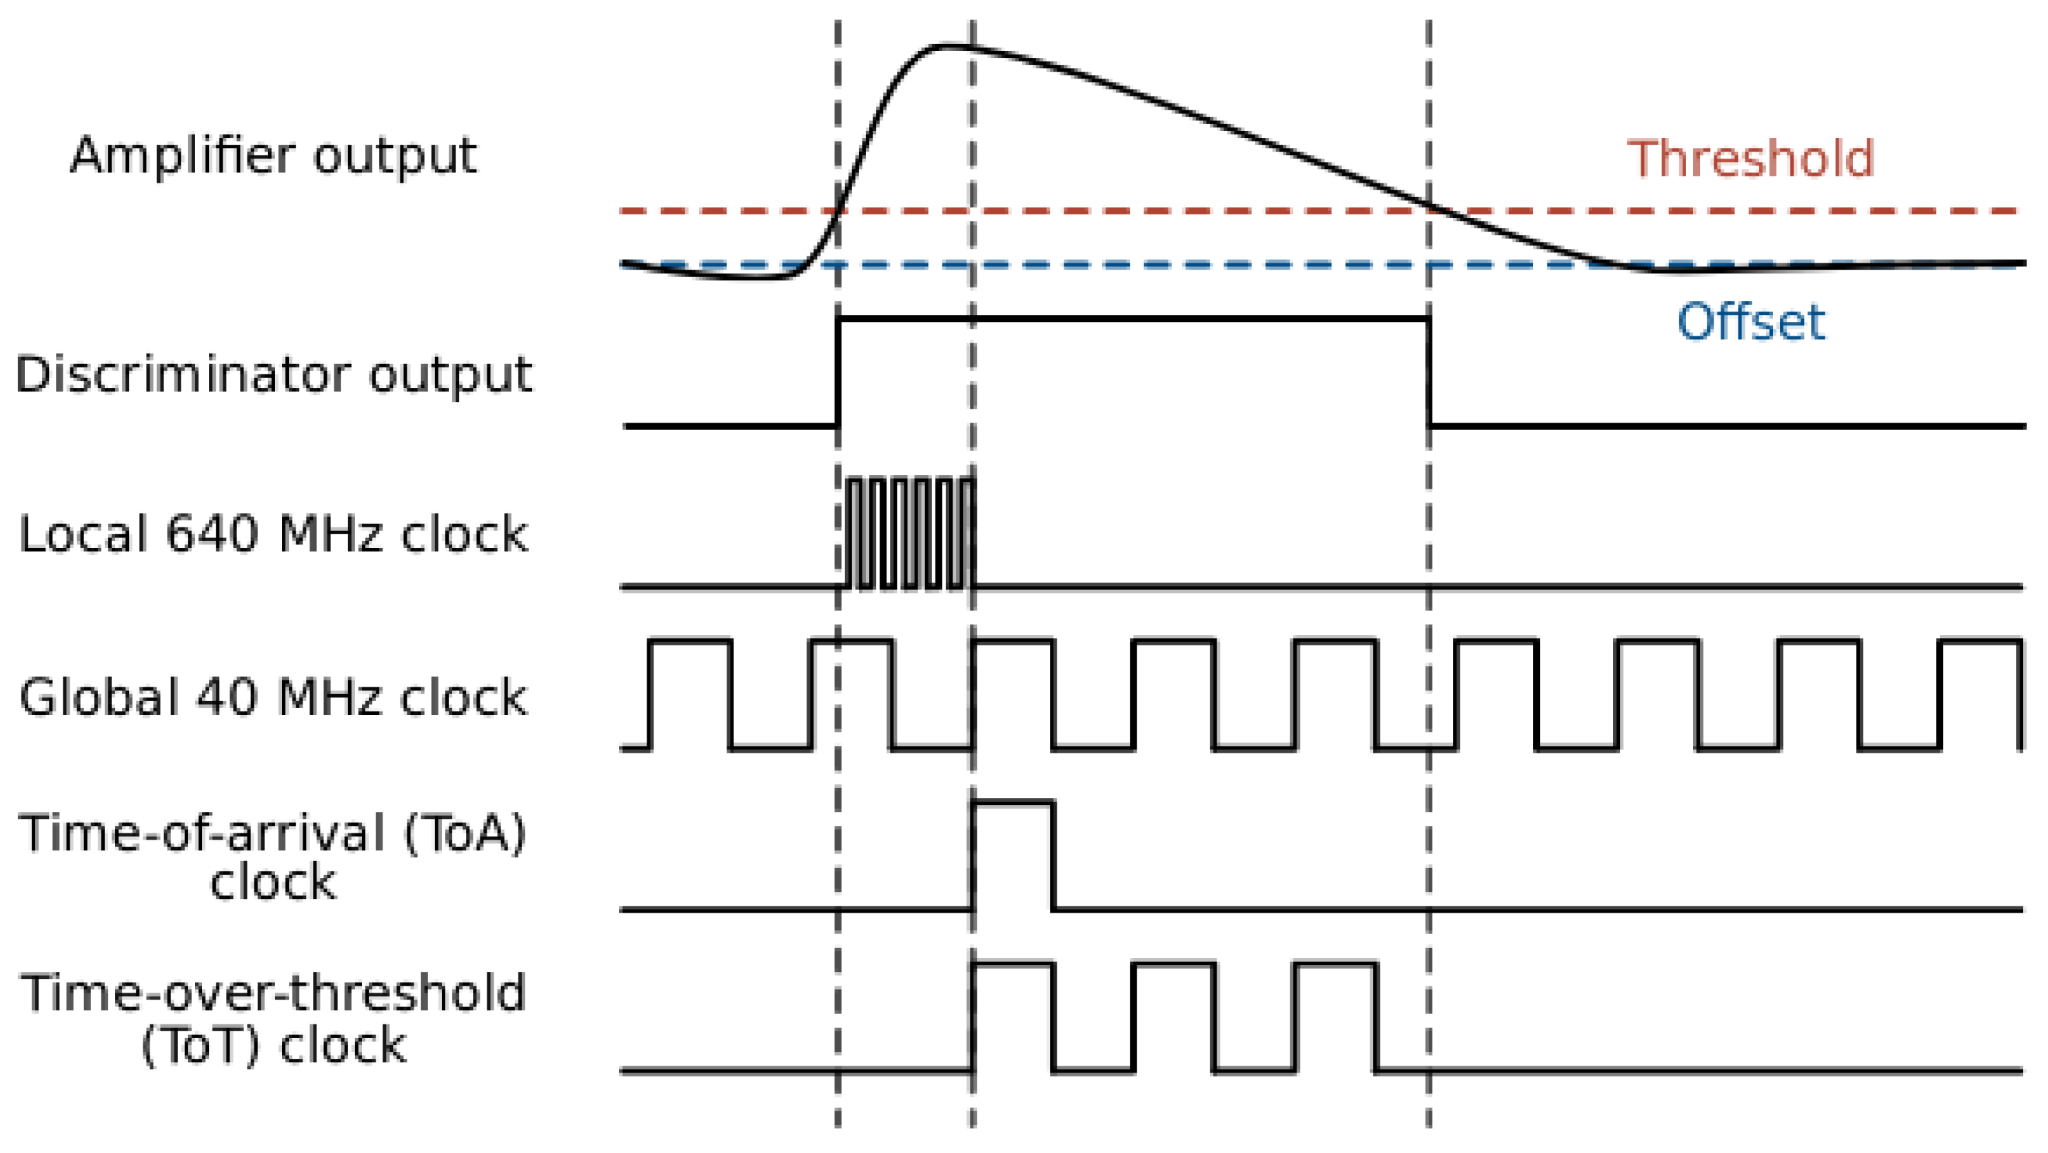 Amplifier output
Threshold
Offset
Discriminator output
Local 640 MHz clock
Global 40 MHz clock
Time-of-arrival (ToA)
clock
Time-over-threshold
(ToT) clock